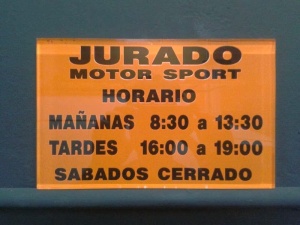 JURADO
MOTOR SPORT
HORARIO
MAÑANAS 8:30 a 13:30
TARDES 16:00 a 19:00
SABADOS CERRADO